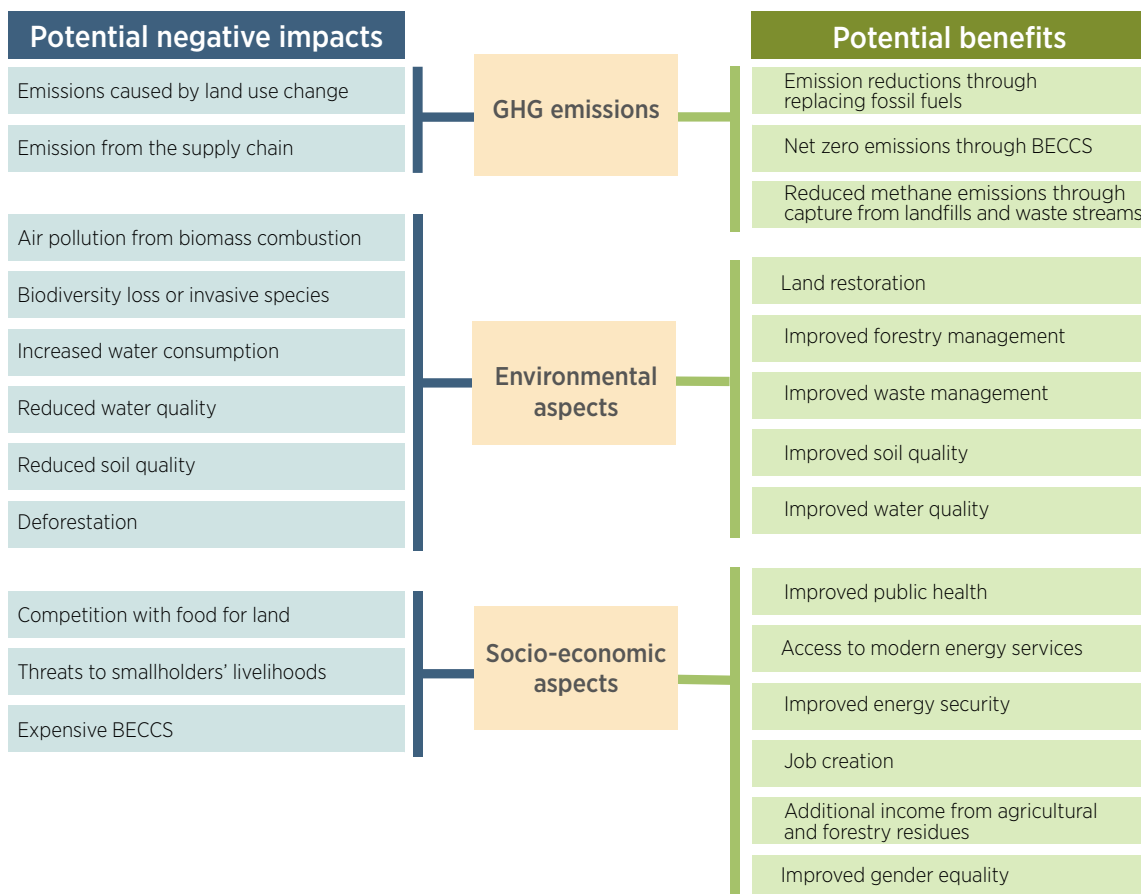 Potential negative impacts
Emissions caused by land use change
Emission from the supply chain
Air pollution from biomass combustion
Biodiversity loss or invasive species
Increased water consumption
Reduced water quality
Reduced soil quality
Deforestation
Competition with food for land
Threats to smallholders’ livelihoods
Expensive BECCS
GHG emissions
Environmental
aspects
Socio-economic
aspects
Potential benefits
Emission reductions through
replacing fossil fuels
Net zero emissions through BECCS
Reduced methane emissions through
capture from landfills and waste streams
Land restoration
Improved forestry management
Improved waste management
Improved soil quality
Improved water quality
Improved public health
Access to modern energy services
Improved energy security
Job creation
Additional income from agricultural
and forestry residues
Improved gender equality